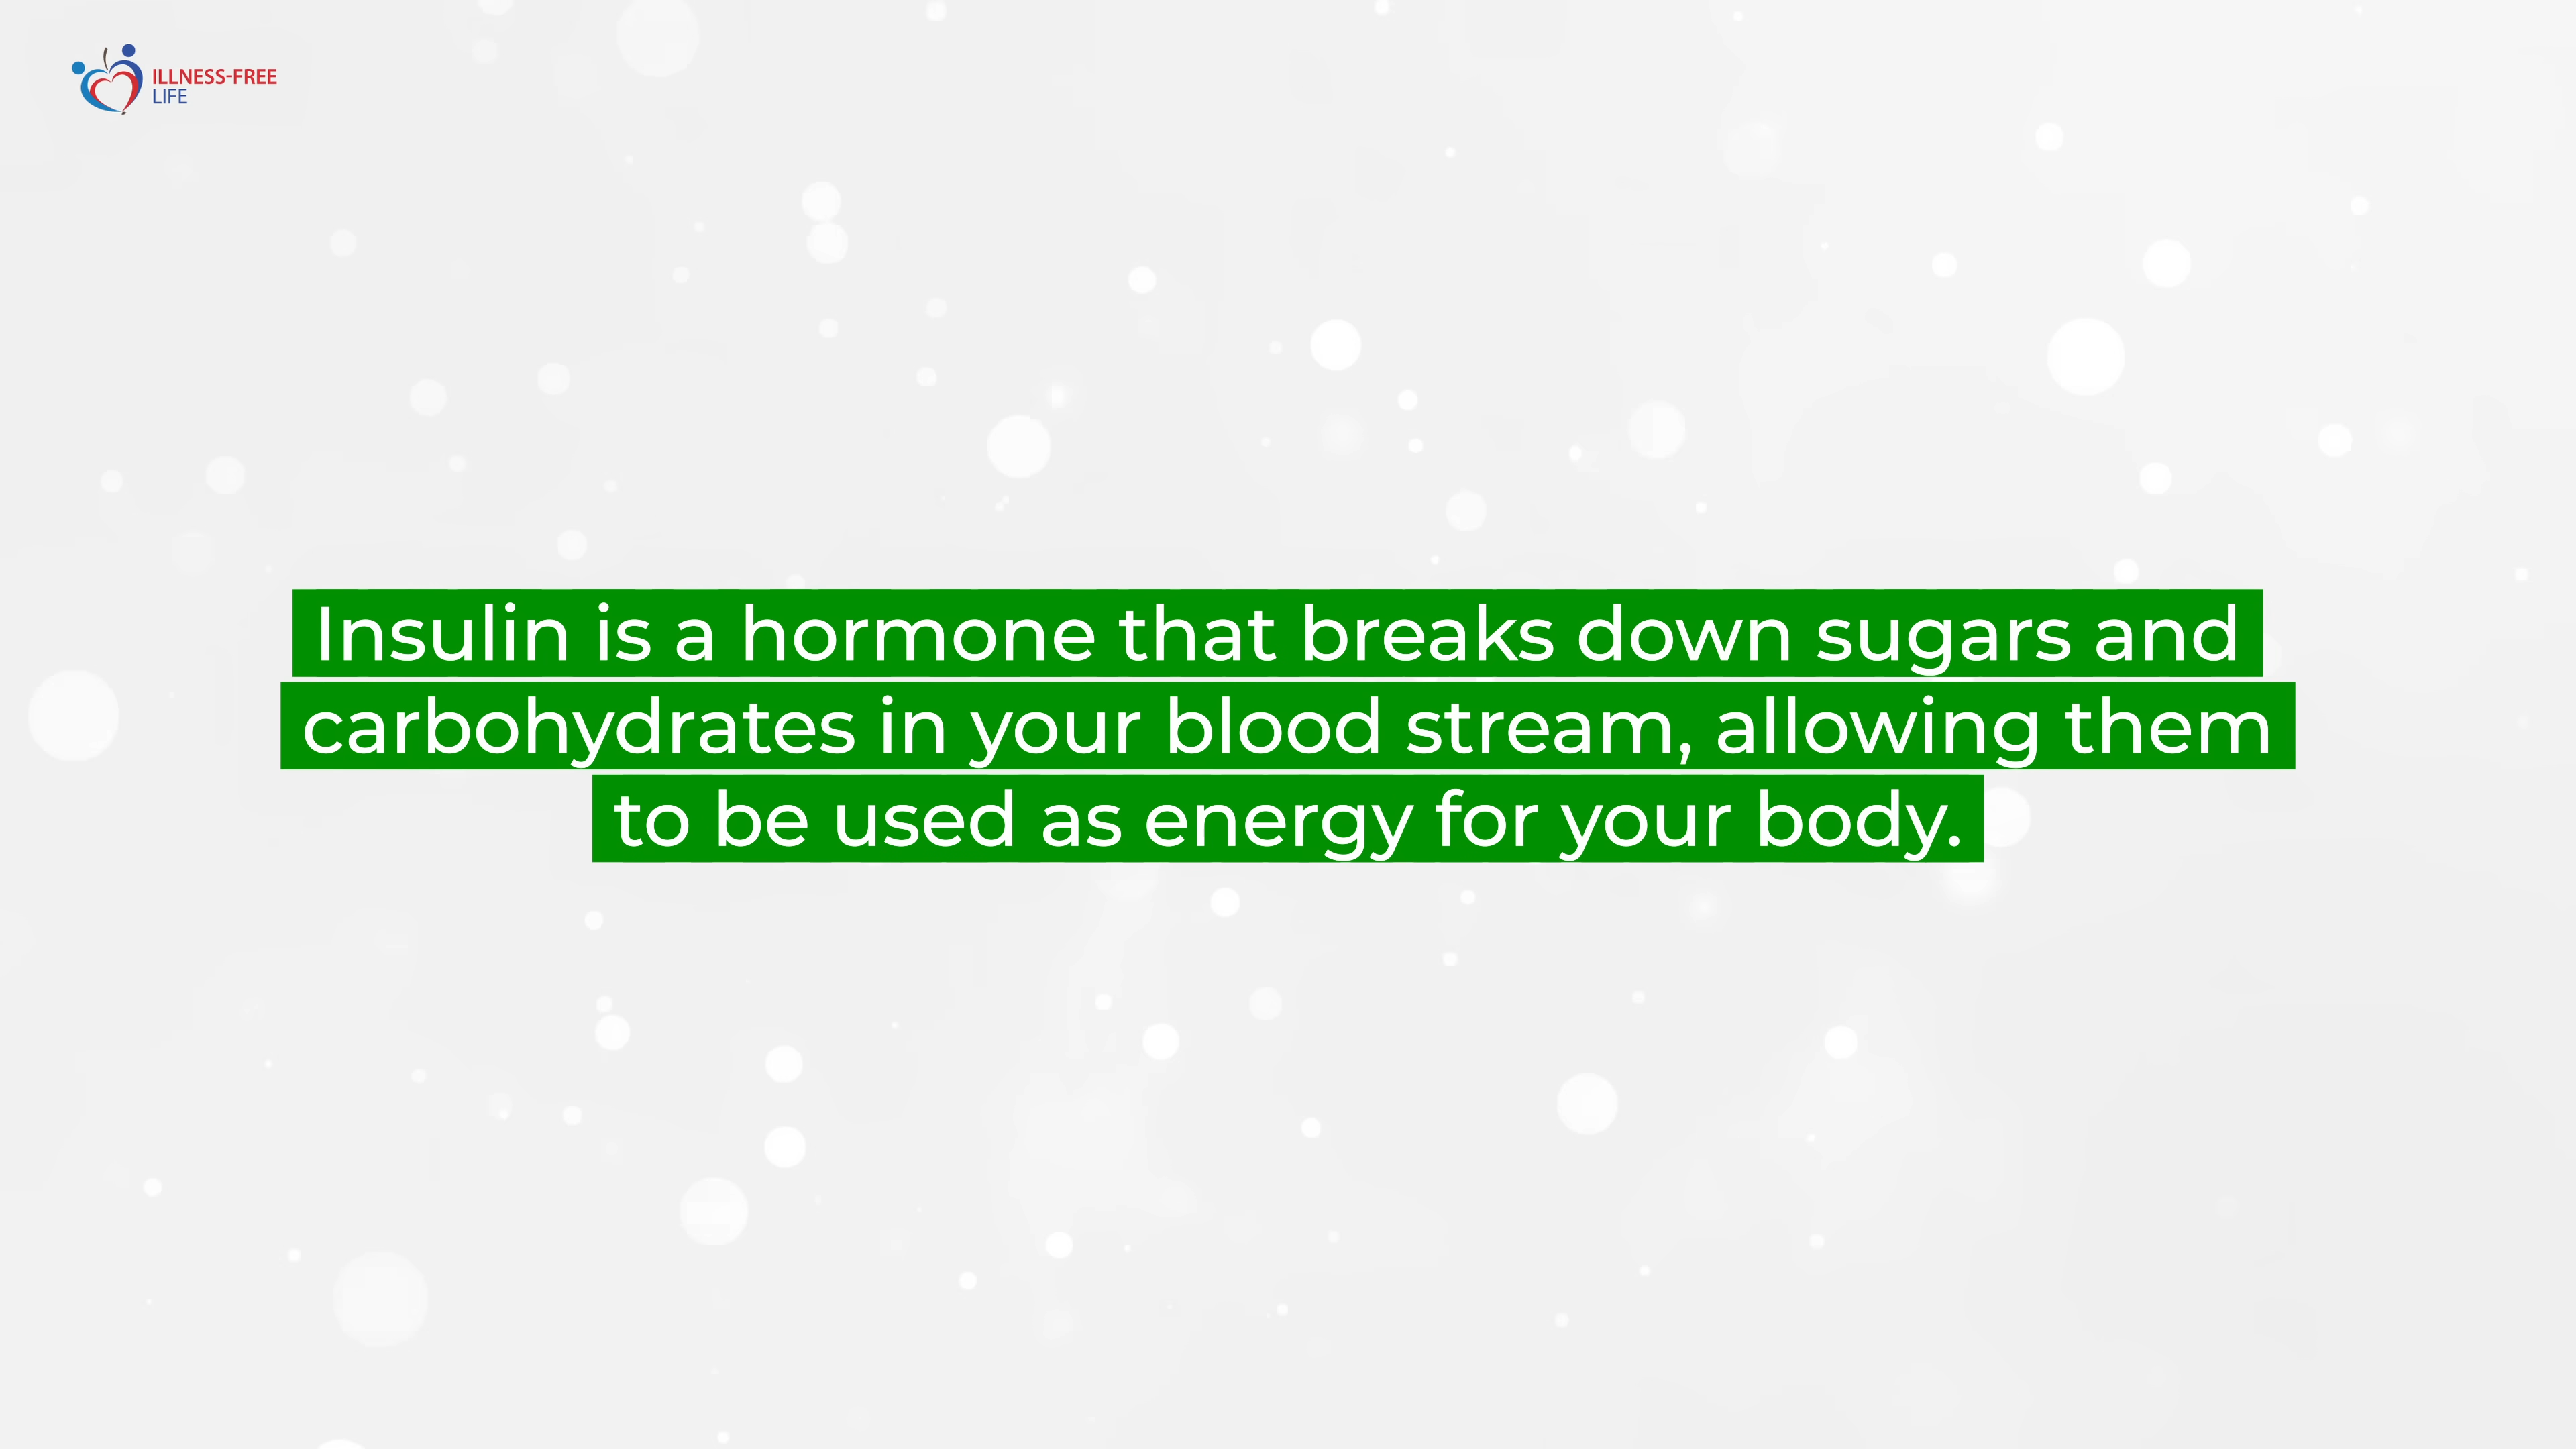 ILLNESS-FREE
LIFE
Insulin is a hormone that breaks down sugars and
carbohydrates in your blood stream, allowing them
to be used as energy for your body.